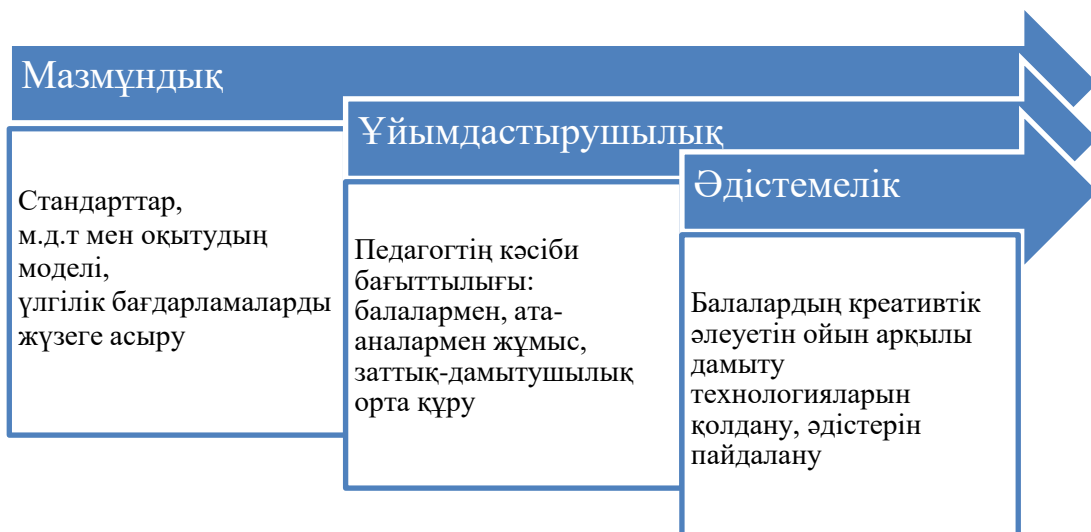 Мазмұндық
Стандарттар,
м.д.т мен оқытудың
моделі,
үлгілік бағдарламаларды
жүзеге асыру
Ұйымдастырушылық
Педагогтің кәсіби
бағыттылығы:
балалармен, ата-
аналармен жұмыс,
заттық-дамытушылық
орта құру
Әдістемелік
Балалардың креативтік
әлеуетін ойын арқылы
дамыту
технологияларын
қолдану, әдістерін
пайдалану